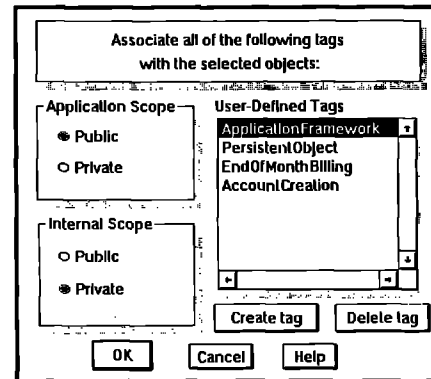 Associate all of the following tags
with the selected objects:
Application Scope
Public
Private
Internal Scope
Public
Private
User-Defined Tags
ApplicationFramework
PersistentObject
EndOfMonthBilling
AccountCreation
Create tag
Delete tag
OK
Cancel
Help